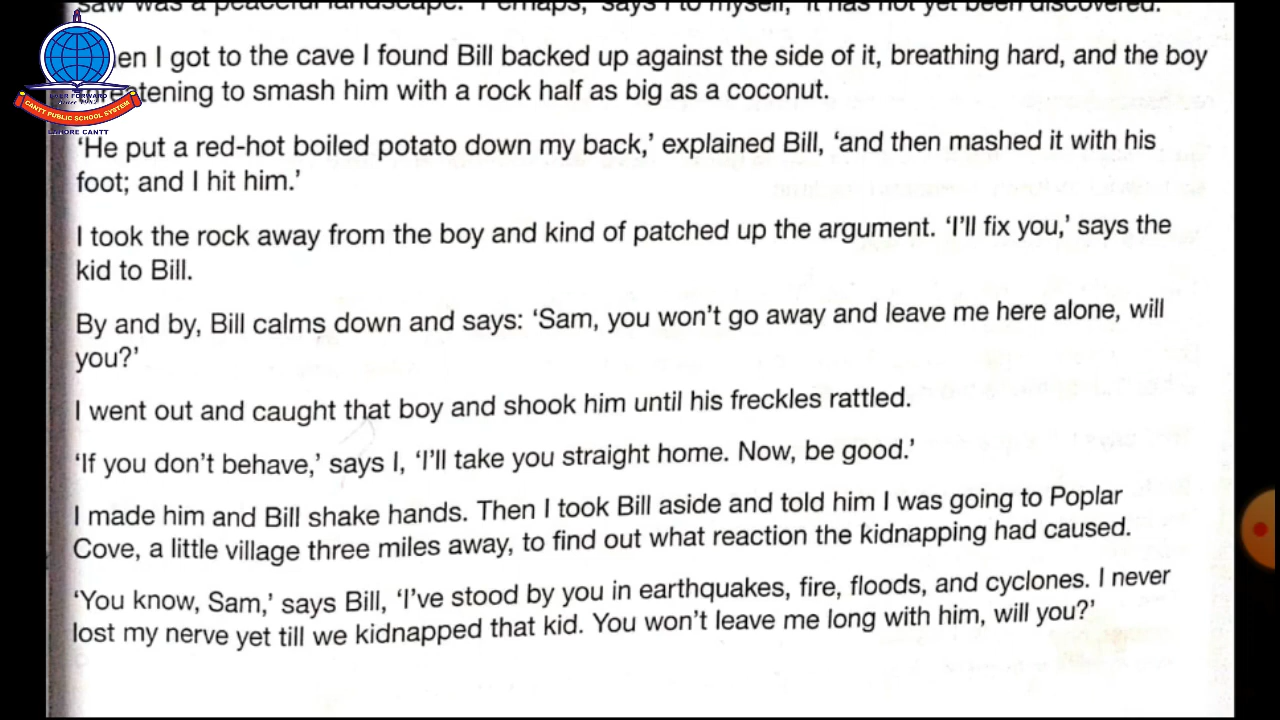 saw was a peaceful landscape. 'Perhaps,' says I to myself, 'it has not yet been discovered.
en I got to the cave I found Bill backed up against the side of it, breathing hard, and the boy
tening to smash him with a rock half as big as a coconut.
'He put a red-hot boiled potato down my back,' explained Bill, 'and then mashed it with his
foot; and I hit him.'
I took the rock away from the boy and kind of patched up the argument. 'I'll fix you,' says the
kid to Bill.
By and by, Bill calms down and says: 'Sam, you won't go away and leave me here alone, will
you?'
I went out and caught that boy and shook him until his freckles rattled.
'If you don't behave,' says I, 'I'll take you straight home. Now, be good.'
I made him and Bill shake hands. Then I took Bill aside and told him I was going to Poplar
Cove, a little village three miles away, to find out what reaction the kidnapping had caused.
'You know, Sam,' says Bill, 'I've stood by you in earthquakes, fire, floods, and cyclones. I never
lost my nerve yet till we kidnapped that kid. You won't leave me long with him, will you?'
EVER FORWARD
CANTT PUBLIC SCHOOL SYSTEM
LAHORE CANTT